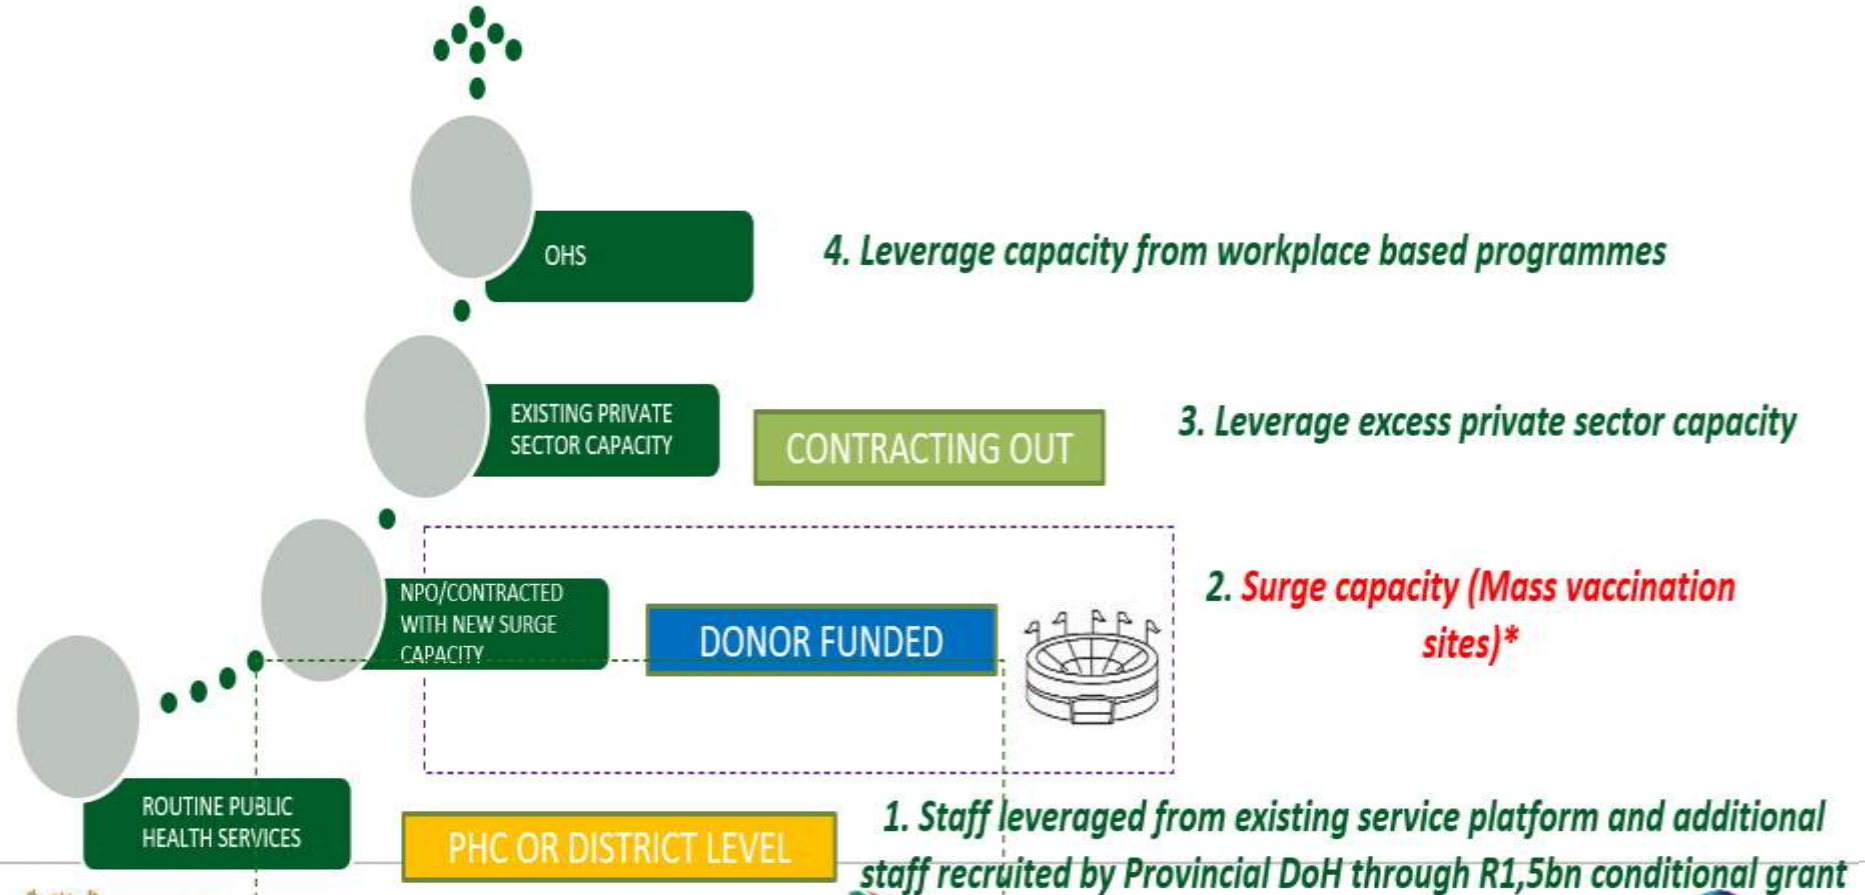 OHS
4. Leverage capacity from workplace based programmes
EXISTING PRIVATE
SECTOR CAPACITY
CONTRACTING OUT
3. Leverage excess private sector capacity
NPO/CONTRACTED
WITH NEW SURGE
CAPACITY
DONOR FUNDED
2. Surge capacity (Mass vaccination
sites)*
ROUTINE PUBLIC
HEALTH SERVICES
PHC OR DISTRICT LEVEL
1. Staff leveraged from existing service platform and additional
staff recruited by Provincial DoH through R1,5bn conditional grant